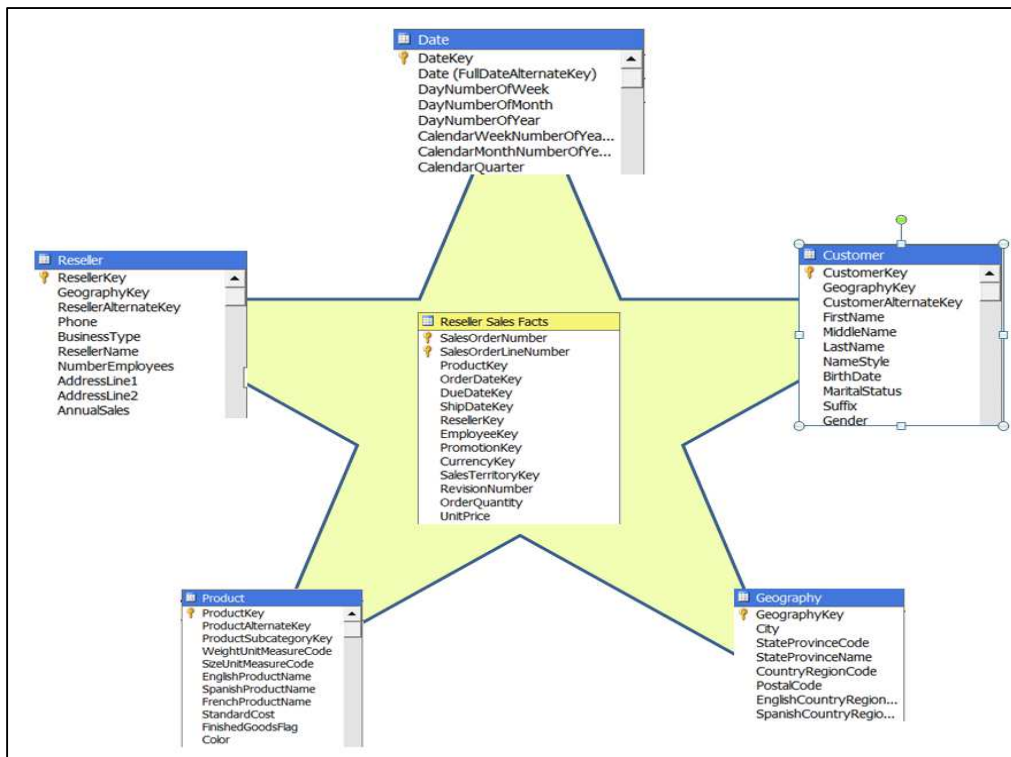 Date
DateKey
Date (FullDateAlternateKey)
DayNumberOfWeek
DayNumberOfMonth
DayNumberOfYear
CalendarWeekNumberOfYea...
CalendarMonthNumberOfYe...
CalendarQuarter
Reseller
ResellerKey
GeographyKey
ResellerAlternateKey
Phone
BusinessType
ResellerName
NumberEmployees
AddressLine1
AddressLine2
AnnualSales
Customer
CustomerKey
GeographyKey
CustomerAlternateKey
FirstName
MiddleName
LastName
NameStyle
BirthDate
MaritalStatus
Suffix
Gender
Reseller Sales Facts
SalesOrderNumber
SalesOrderLineNumber
ProductKey
OrderDateKey
DueDateKey
ShipDateKey
ResellerKey
EmployeeKey
PromotionKey
CurrencyKey
SalesTerritoryKey
RevisionNumber
OrderQuantity
UnitPrice
Product
ProductKey
ProductAlternateKey
ProductSubcategoryKey
WeightUnitMeasureCode
SizeUnitMeasureCode
EnglishProductName
SpanishProductName
FrenchProductName
StandardCost
FinishedGoodsFlag
Color
Geography
GeographyKey
City
StateProvinceCode
StateProvinceName
CountryRegionCode
PostalCode
EnglishCountryRegion...
SpanishCountryRegio...